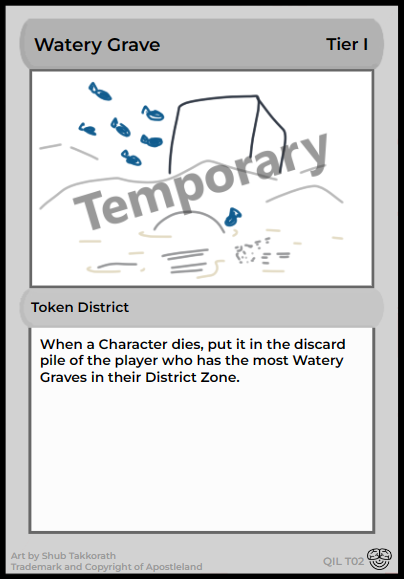 Watery Grave
Tier I
Temporary
Token District
When a Character dies, put it in the discard
pile of the player who has the most Watery
Graves in their District Zone.
Art by Shub Takkorath
Trademark and Copyright of Apostleland
QIL T02